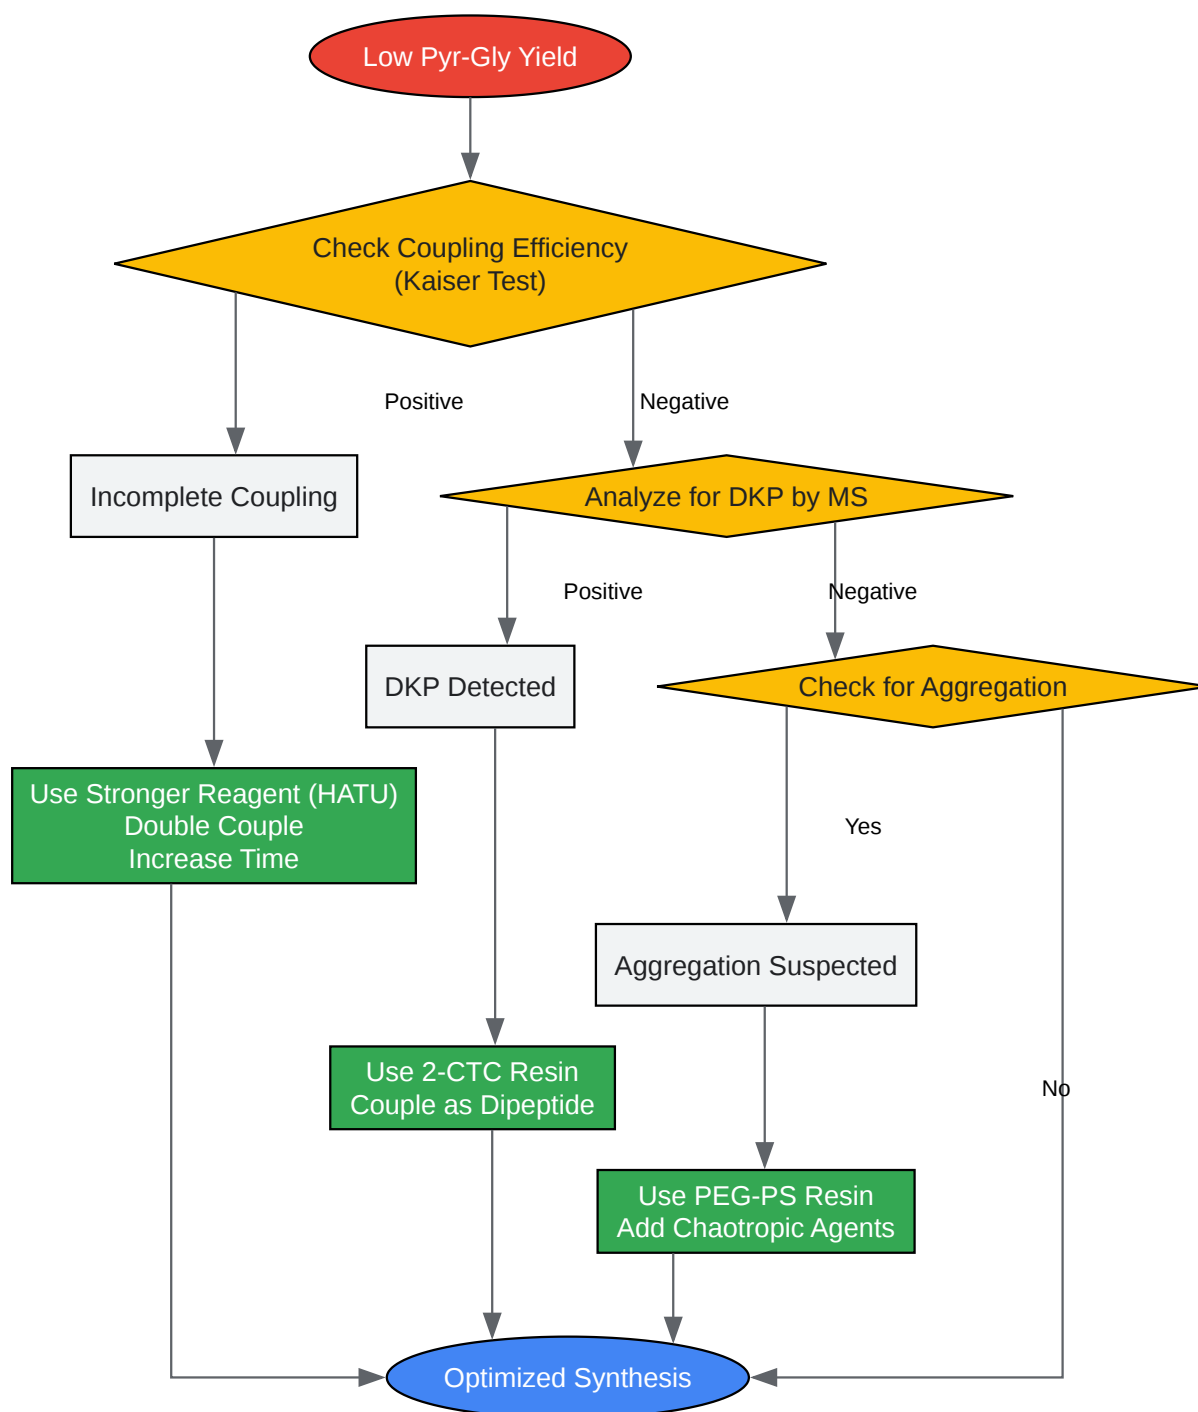 Low Pyr-Gly Yield
Check Coupling Efficiency
(Kaiser Test)
Positive
Negative
Incomplete Coupling
Analyze for DKP by MS
Positive
Negative
DKP Detected
Check for Aggregation
Use Stronger Reagent (HATU)
Double Couple
Increase Time
Yes
Aggregation Suspected
Use 2-CTC Resin
Couple as Dipeptide
No
Use PEG-PS Resin
Add Chaotropic Agents
Optimized Synthesis